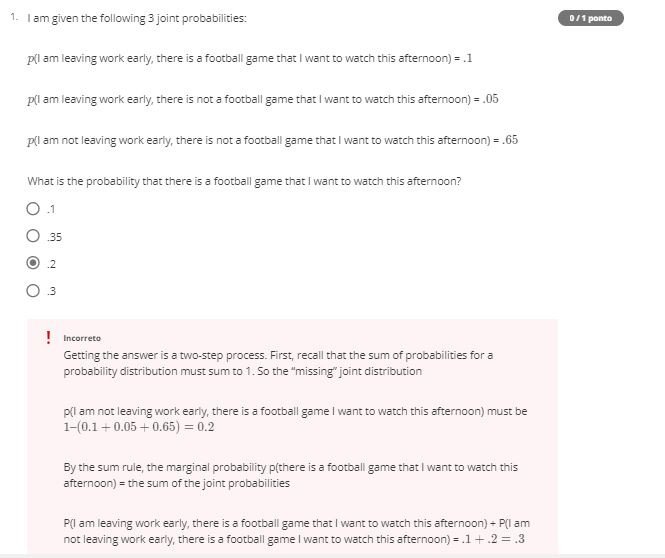 1. I am given the following 3 joint probabilities:
0 / 1 ponto
p(I am leaving work early, there is a football game that I want to watch this afternoon) = .1
p(I am leaving work early, there is not a football game that I want to watch this afternoon) = .05
p(I am not leaving work early, there is not a football game that I want to watch this afternoon) = .65
What is the probability that there is a football game that I want to watch this afternoon?
.1
.35
.2
.3
! Incorreto
Getting the answer is a two-step process. First, recall that the sum of probabilities for a
probability distribution must sum to 1. So the "missing" joint distribution
p(I am not leaving work early, there is a football game I want to watch this afternoon) must be
1–(0.1 + 0.05 + 0.65) = 0.2
By the sum rule, the marginal probability p(there is a football game that I want to watch this
afternoon) = the sum of the joint probabilities
P(I am leaving work early, there is a football game that I want to watch this afternoon) + P(I am
not leaving work early, there is a football game I want to watch this afternoon) = .1 + .2 = .3